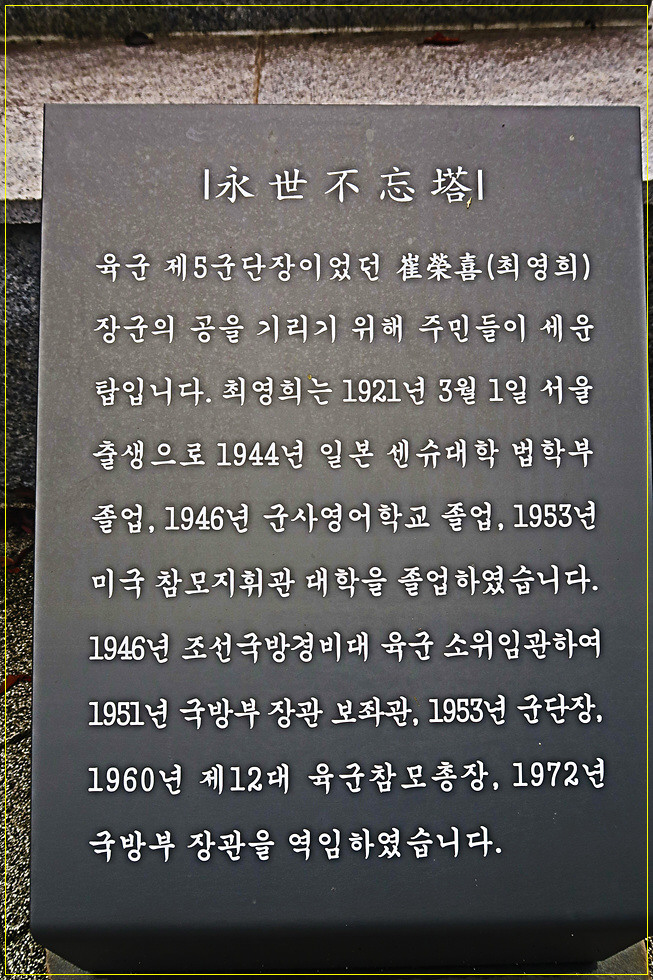 |永世不忘塔|
육군 제5군단장이었던 崔榮喜(최영희)
장군의 공을 기리기 위해 주민들이 세운
탑입니다. 최영희는 1921년 3월 1일 서울
출생으로 1944년 일본 센슈대학 법학부
졸업, 1946년 군사영어학교 졸업, 1953년
미국 참모지휘관 대학을 졸업하였습니다.
1946년 조선국방경비대 육군 소위임관하여
1951년 국방부 장관 보좌관, 1953년 군단장,
1960년 제12대 육군참모총장, 1972년
국방부 장관을 역임하였습니다.